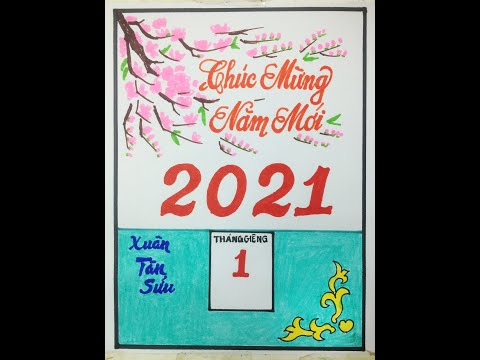 Chúc Mừng
Năm Mới
2021
Xuân
Tân
Sửu
THÁNG GIÊNG
1